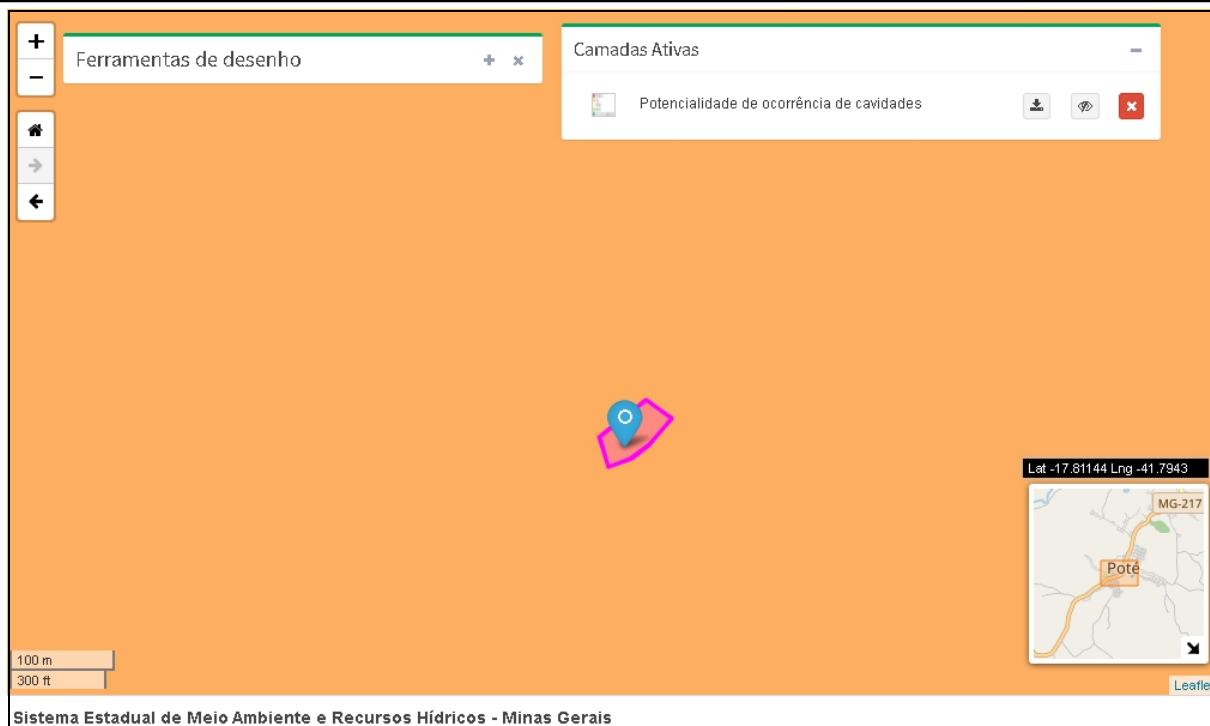 +
Ferramentas de desenho
Camadas Ativas
−
Potencialidade de ocorrência de cavidades
Lat -17.81144 Lng -41.7943
MG-217
Poté
100 m
300 ft
Leafle
Sistema Estadual de Meio Ambiente e Recursos Hídricos - Minas Gerais